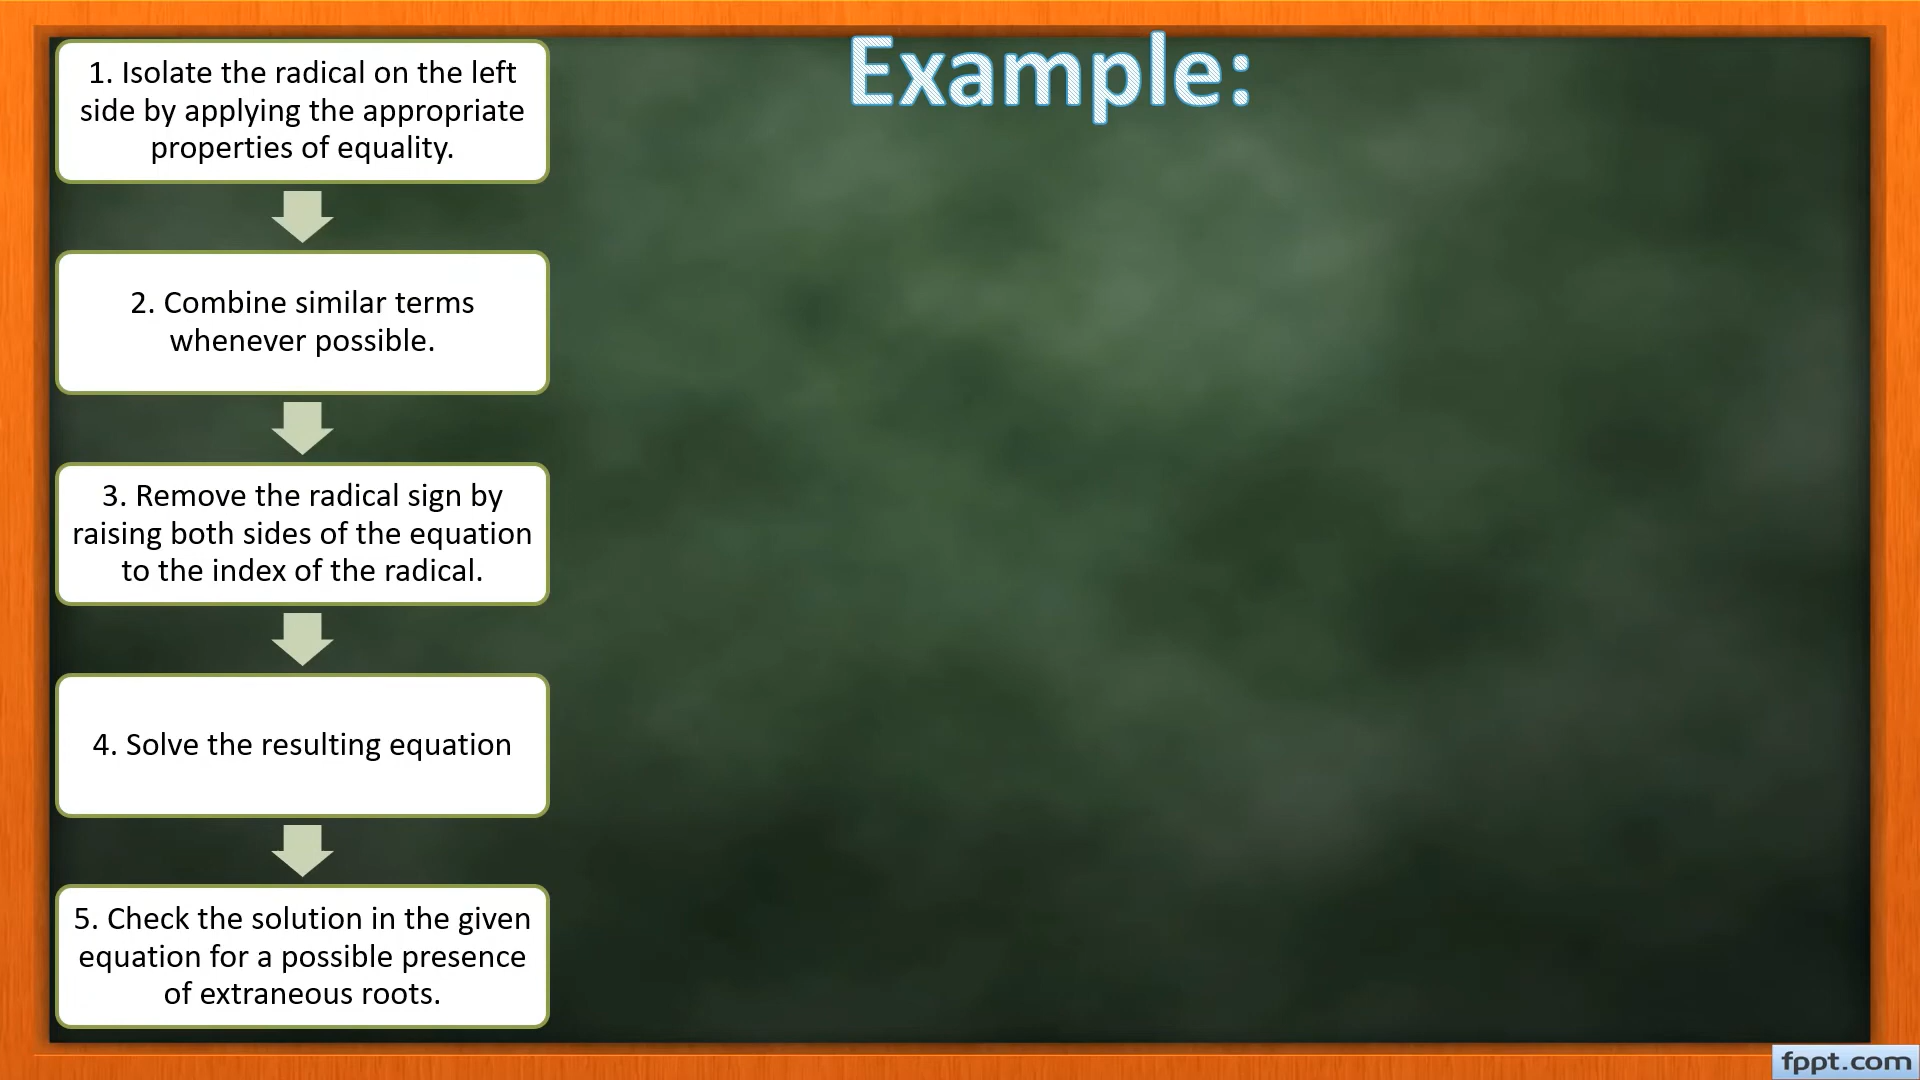 Example:
1. Isolate the radical on the left
side by applying the appropriate
properties of equality.
2. Combine similar terms
whenever possible.
3. Remove the radical sign by
raising both sides of the equation
to the index of the radical.
4. Solve the resulting equation
5. Check the solution in the given
equation for a possible presence
of extraneous roots.
fppt.com